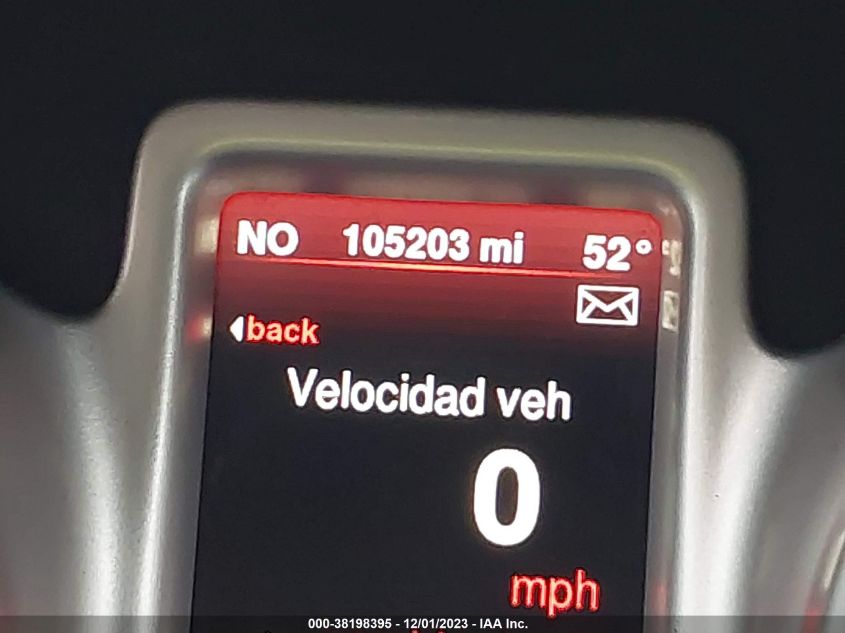 NO 105203 mi 52°
back
Velocidad veh
0
mph
000-38198395 - 12/01/2023 - IAA Inc.